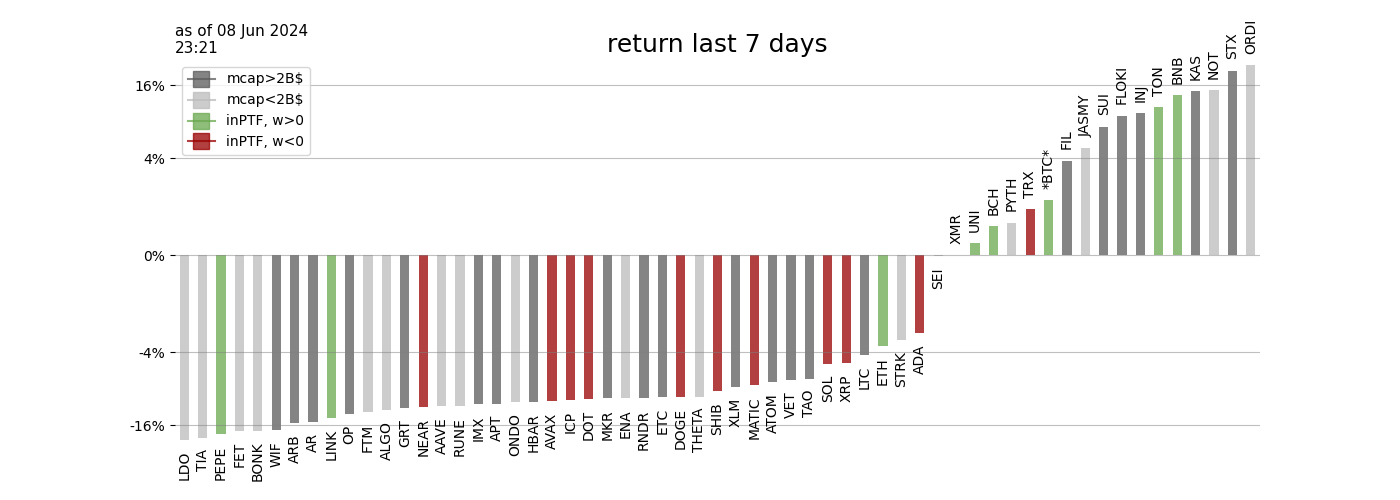 as of 08 Jun 2024
23:21
return last 7 days
mcap>2B$
mcap<2B$
inPTF, w>0
inPTF, w<0
16%
4%
0%
-4%
-16%
LDO
TIA
PEPE
FET
BONK
WIF
ARB
AR
LINK
OP
FTM
ALGO
GRT
NEAR
AAVE
RUNE
IMX
APT
ONDO
HBAR
AVAX
ICP
DOT
MKR
ENA
RNDR
ETC
DOGE
THETA
SHIB
XLM
MATIC
ATOM
VET
TAO
SOL
XRP
LTC
ETH
STRK
ADA
SEI
XMR
UNI
BCH
PYTH
TRX
*BTC*
FIL
JASMY
SUI
FLOKI
INJ
TON
BNB
KAS
NOT
STX
ORDI